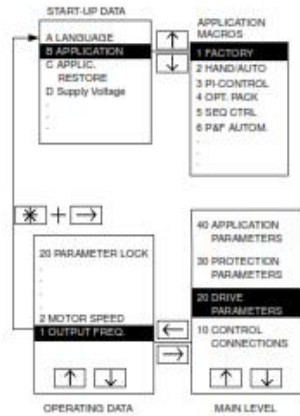 START-UP DATA
A LANGUAGE
B APPLICATION
C APPLIC.
RESTORE
D Supply Voltage
APPLICATION
MACROS
1 FACTORY
2 HAND/AUTO
3 PI-CONTROL
4 OPT. PACK
5 SEQ CTRL
6 P&F AUTOM.
20 PARAMETER LOCK
2 MOTOR SPEED
1 OUTPUT FREQ.
OPERATING DATA
40 APPLICATION
PARAMETERS
30 PROTECTION
PARAMETERS
20 DRIVE
PARAMETERS
10 CONTROL
CONNECTIONS
MAIN LEVEL